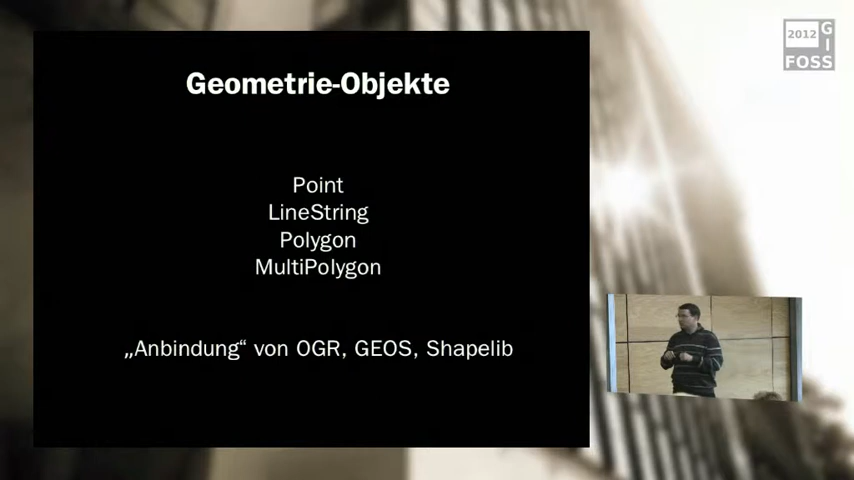 Geometrie-Objekte
Point
LineString
Polygon
MultiPolygon
„Anbindung“ von OGR, GEOS, Shapelib
2012 G
I
FOSS